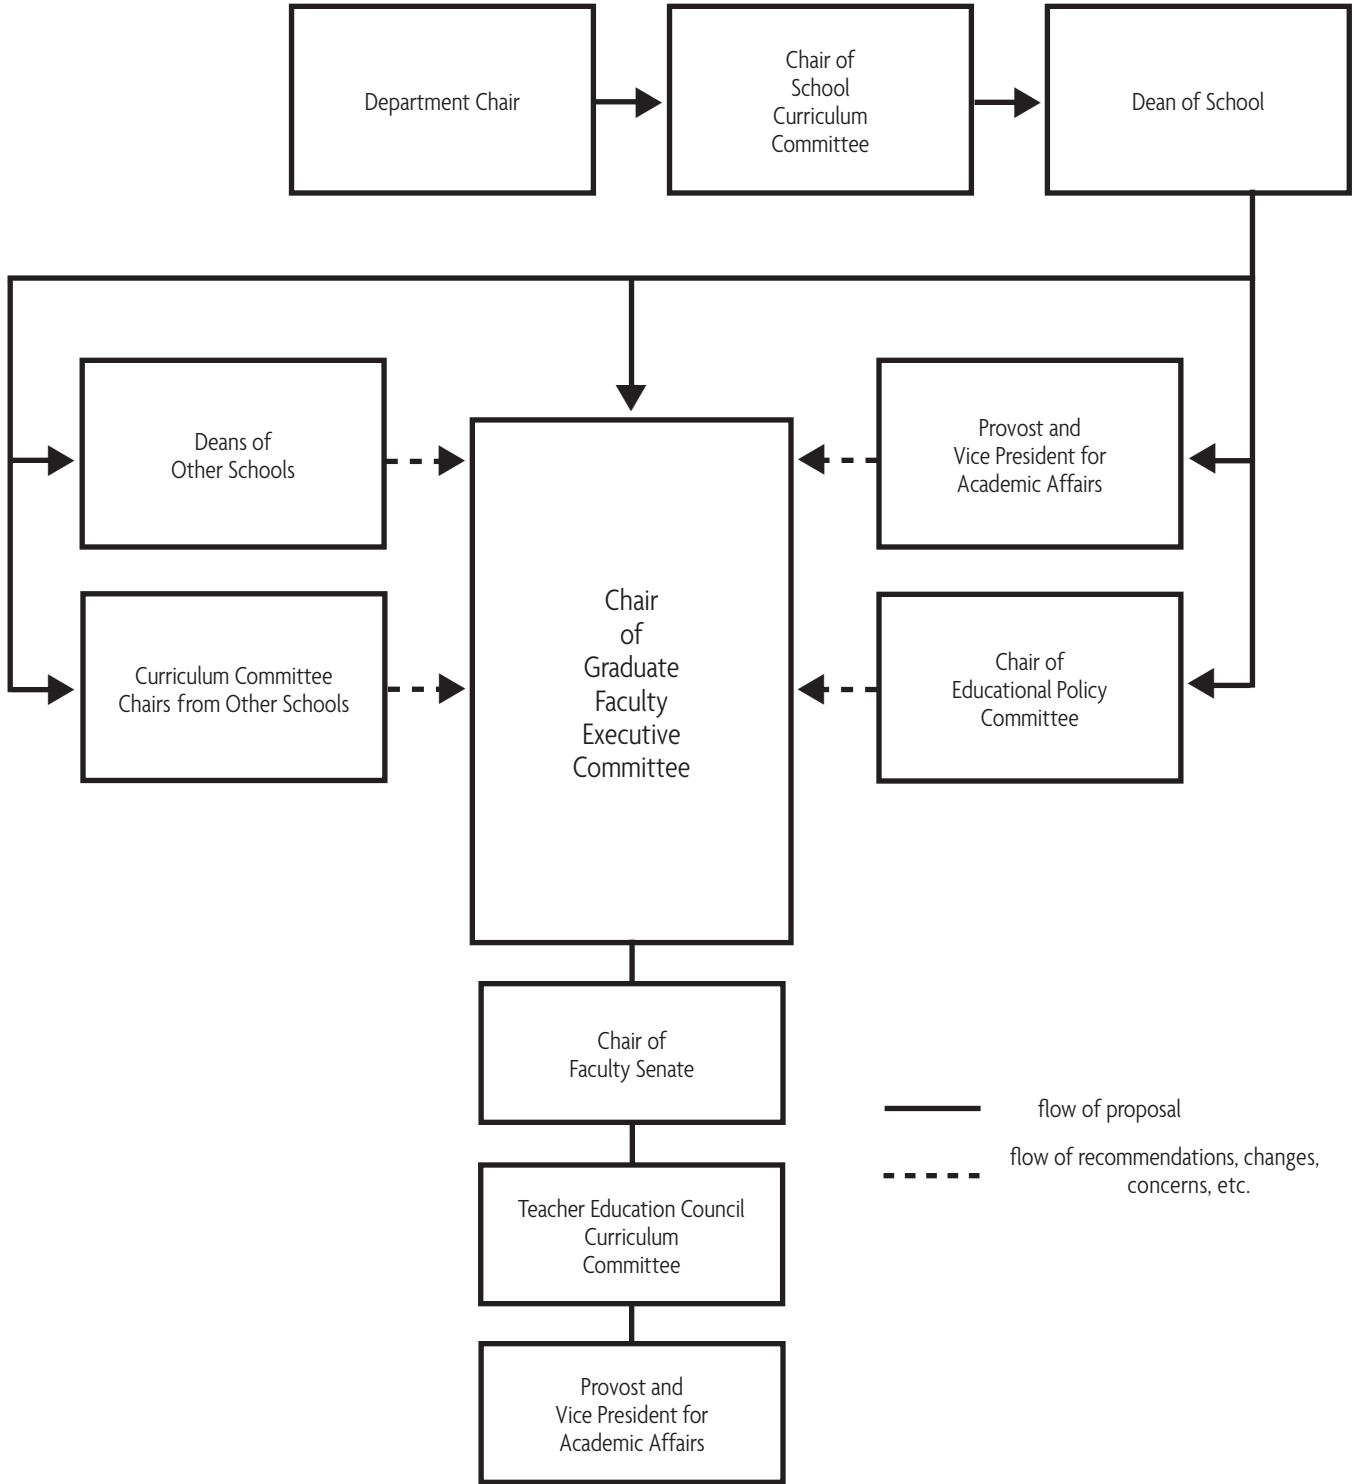 Department Chair
Chair of
School
Curriculum
Committee
Dean of School
Deans of
Other Schools
Provost and
Vice President for
Academic Affairs
Curriculum Committee
Chairs from Other Schools
Chair
of
Graduate
Faculty
Executive
Committee
Chair of
Educational Policy
Committee
Chair of
Faculty Senate
flow of proposal
flow of recommendations, changes,
concerns, etc.
Teacher Education Council
Curriculum
Committee
Provost and
Vice President for
Academic Affairs